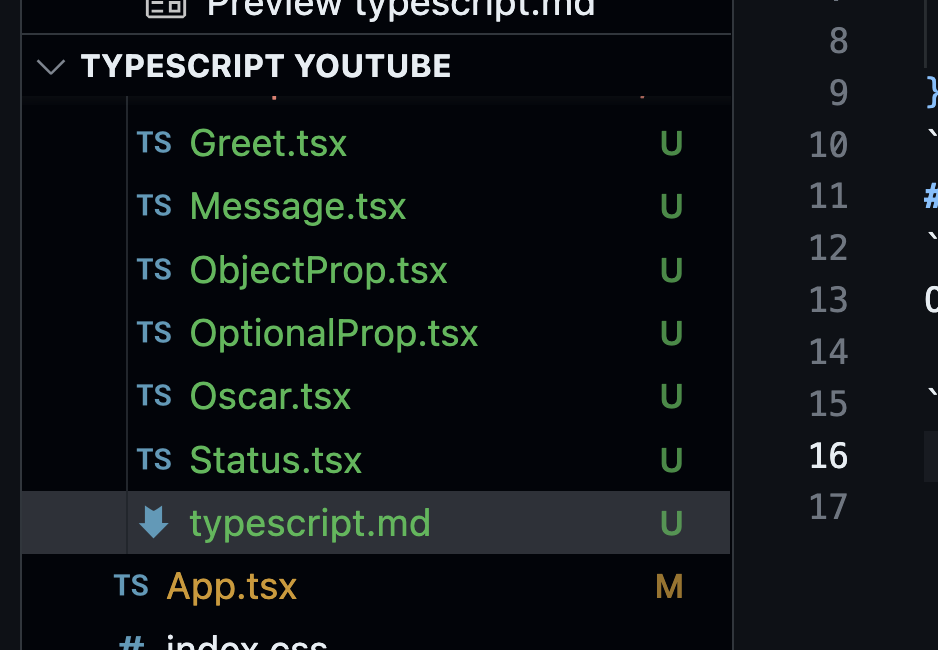 Preview typescript.md
TYPESCRIPT YOUTUBE
TS Greet.tsx U
TS Message.tsx U
TS ObjectProp.tsx U
TS OptionalProp.tsx U
TS Oscar.tsx U
TS Status.tsx U
typescript.md U
TS App.tsx M
# index.css
8
9 }
10 `
11 #
12 `
13
14
15 `
16
17